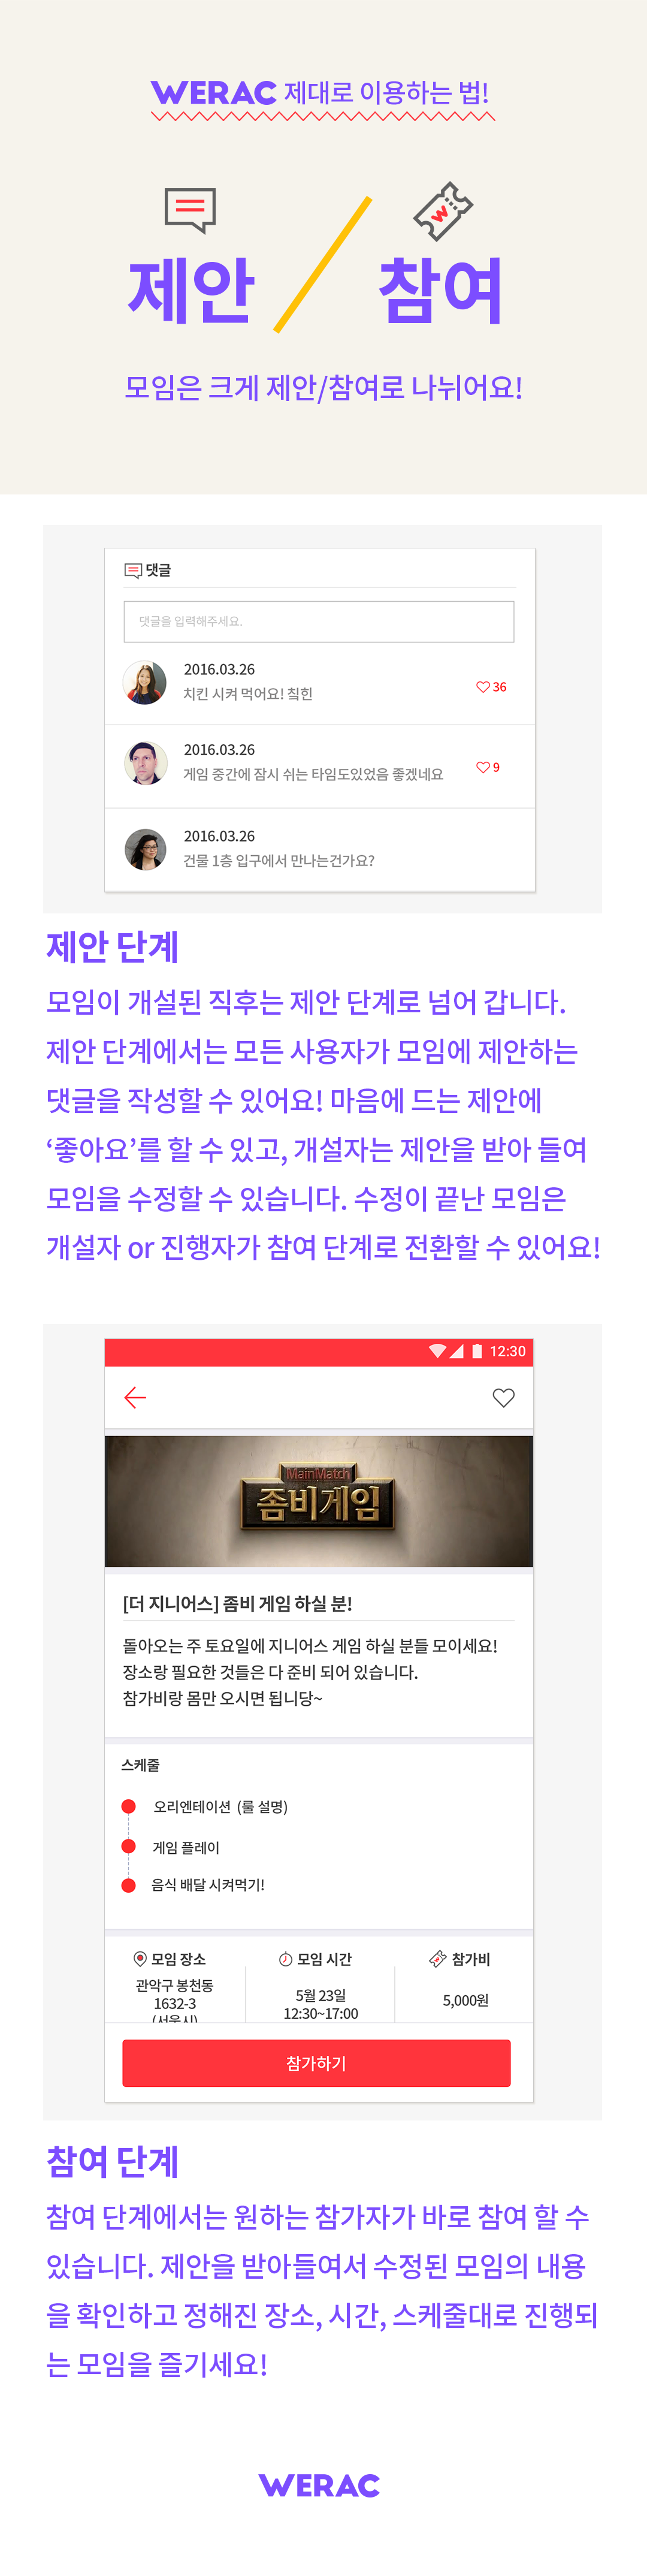 WERAC 제대로 이용하는 법!
제안 / 참여
모임은 크게 제안/참여로 나뉘어요!
댓글
댓글을 입력해주세요.
2016.03.26
치킨 시켜 먹어요! 칰힌
36
2016.03.26
게임 중간에 잠시 쉬는 타임도있었음 좋겠네요
9
2016.03.26
건물 1층 입구에서 만나는건가요?
제안 단계
모임이 개설된 직후는 제안 단계로 넘어 갑니다.
제안 단계에서는 모든 사용자가 모임에 제안하는
댓글을 작성할 수 있어요! 마음에 드는 제안에
‘좋아요’를 할 수 있고, 개설자는 제안을 받아 들여
모임을 수정할 수 있습니다. 수정이 끝난 모임은
개설자 or 진행자가 참여 단계로 전환할 수 있어요!
12:30
MainMatch
좀비게임
[더 지니어스] 좀비 게임 하실 분!
돌아오는 주 토요일에 지니어스 게임 하실 분들 모이세요!
장소랑 필요한 것들은 다 준비 되어 있습니다.
참가비랑 몸만 오시면 됩니당~
스케줄
오리엔테이션 (룰 설명)
게임 플레이
음식 배달 시켜먹기!
모임 장소
관악구 봉천동
1632-3
(서울시)
모임 시간
5월 23일
12:30~17:00
참가비
5,000원
참가하기
참여 단계
참여 단계에서는 원하는 참가자가 바로 참여 할 수
있습니다. 제안을 받아들여서 수정된 모임의 내용
을 확인하고 정해진 장소, 시간, 스케줄대로 진행되
는 모임을 즐기세요!
WERAC